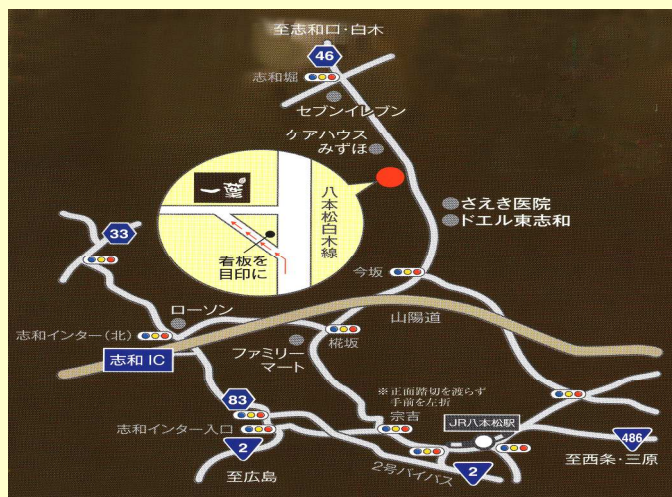 至志和口・白木
46
志和堀
セブンイレブン
ケアハウス
みずほ
一葉
八本松白木線
看板を
目印に
さえき医院
ドエル東志和
33
今坂
ローソン
山陽道
志和インター(北)
椛坂
志和 IC
ファミリー
マート
※正面踏切を渡らず
手前を左折
83
宗吉
JR八本松駅
志和インター入口
2
486
至広島
2号バイパス
2
至西条・三原